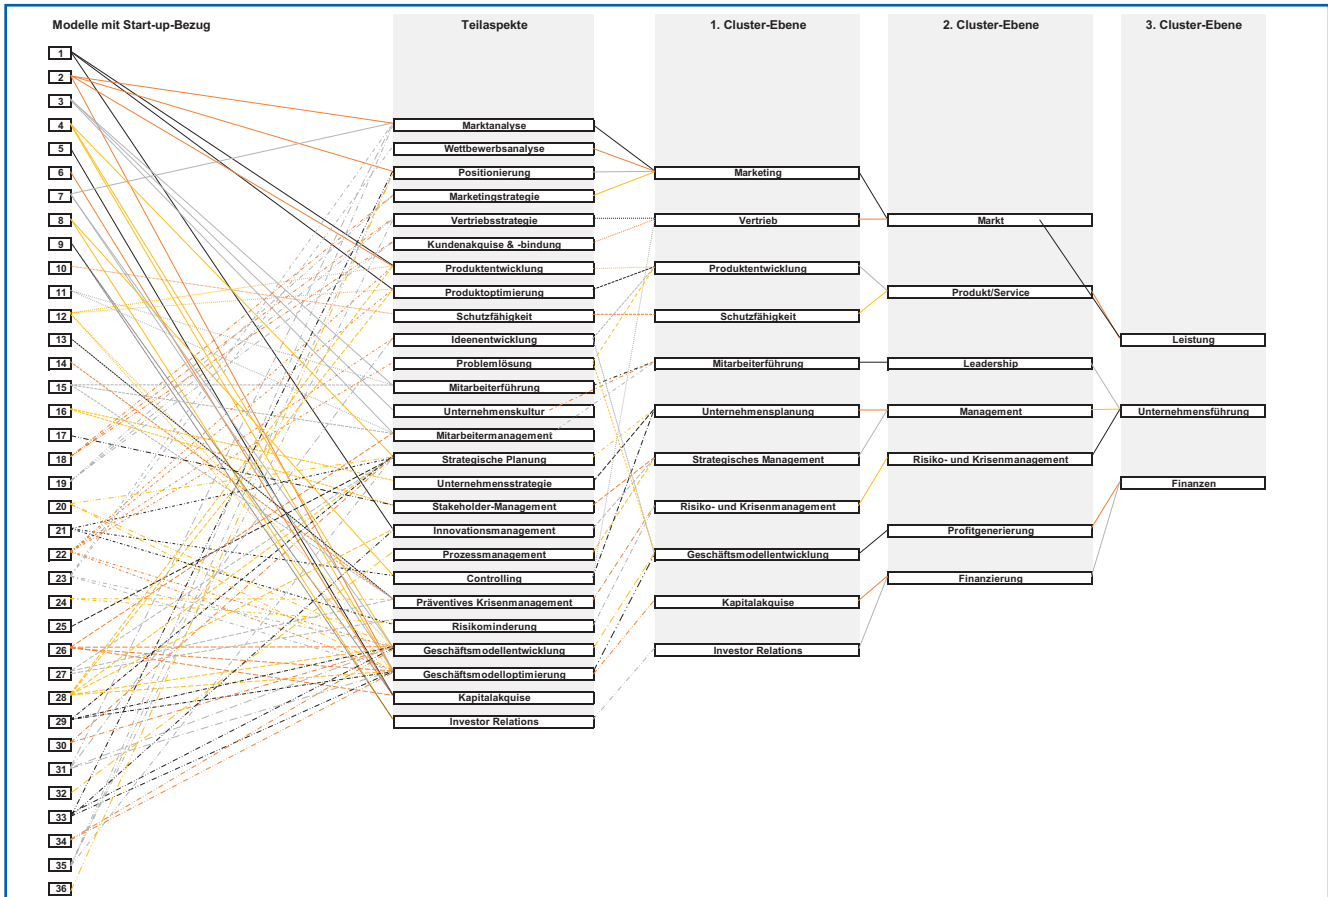 Modelle mit Start-up-Bezug
1
2
3
4
5
6
7
8
9
10
11
12
13
14
15
16
17
18
19
20
21
22
23
24
25
26
27
28
29
30
31
32
33
34
35
36
Teilaspekte
Marktanalyse
Wettbewerbsanalyse
Positionierung
Marketingstrategie
Vertriebsstrategie
Kundenakquise & -bindung
Produktentwicklung
Produktoptimierung
Schutzfähigkeit
Ideenentwicklung
Problemlösung
Mitarbeiterführung
Unternehmenskultur
Mitarbeitermanagement
Strategische Planung
Unternehmensstrategie
Stakeholder-Management
Innovationsmanagement
Prozessmanagement
Controlling
Präventives Krisenmanagement
Risikominderung
Geschäftsmodellentwicklung
Geschäftsmodelloptimierung
Kapitalakquise
Investor Relations
1. Cluster-Ebene
Marketing
Vertrieb
Produktentwicklung
Schutzfähigkeit
Mitarbeiterführung
Unternehmensplanung
Strategisches Management
Risiko- und Krisenmanagement
Geschäftsmodellentwicklung
Kapitalakquise
Investor Relations
2. Cluster-Ebene
Markt
Produkt/Service
Leadership
Management
Risiko- und Krisenmanagement
Profitgenerierung
Finanzierung
3. Cluster-Ebene
Leistung
Unternehmensführung
Finanzen